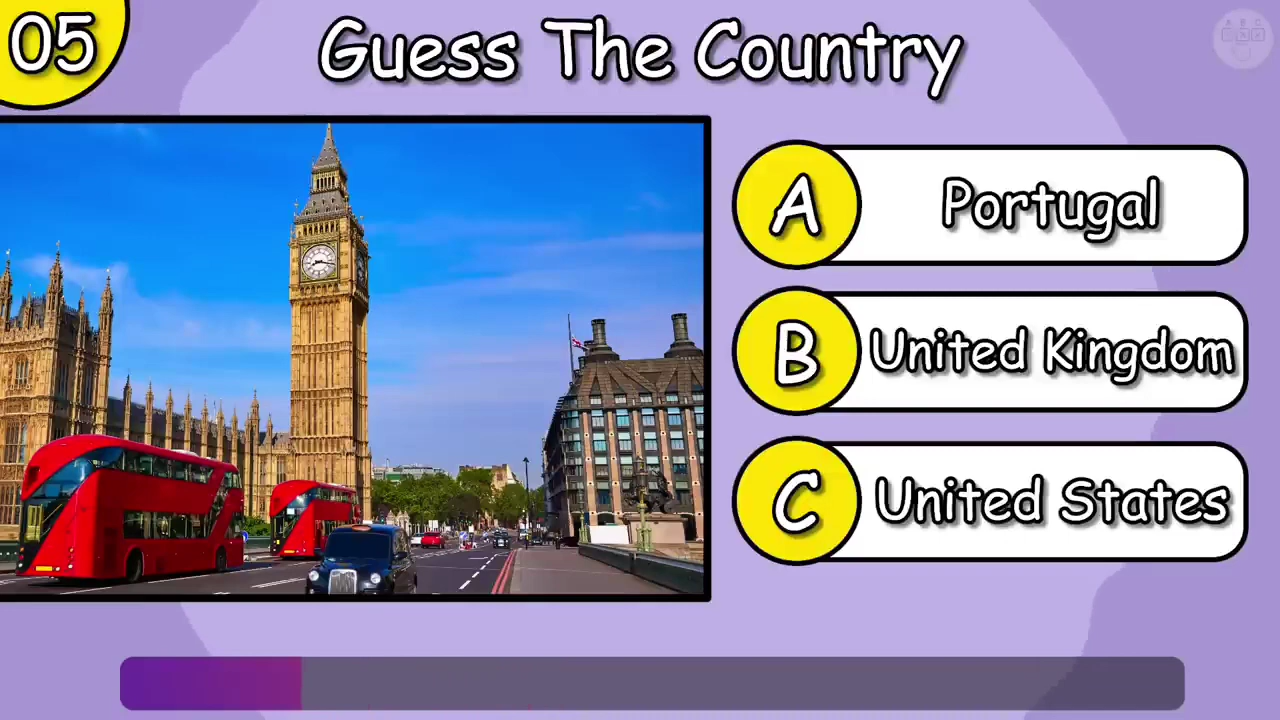 05
Guess The Country
A
Portugal
B
United Kingdom
C
United States